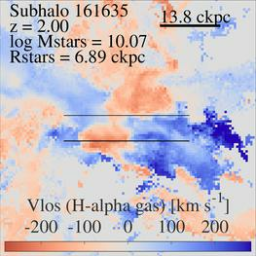 Subhalo 161635
13.8 ckpc
z = 2.00
log Mstars = 10.07
Rstars = 6.89 ckpc
Vlos (H-alpha gas) [km s⁻¹]
-200 -100 0 100 200